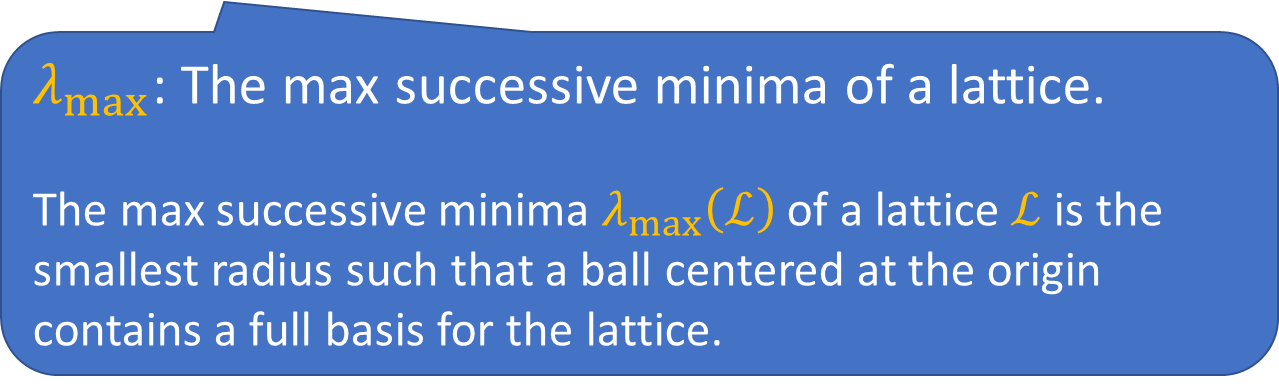 λmax: The max successive minima of a lattice.
The max successive minima λmax(ℒ) of a lattice ℒ is the
smallest radius such that a ball centered at the origin
contains a full basis for the lattice.